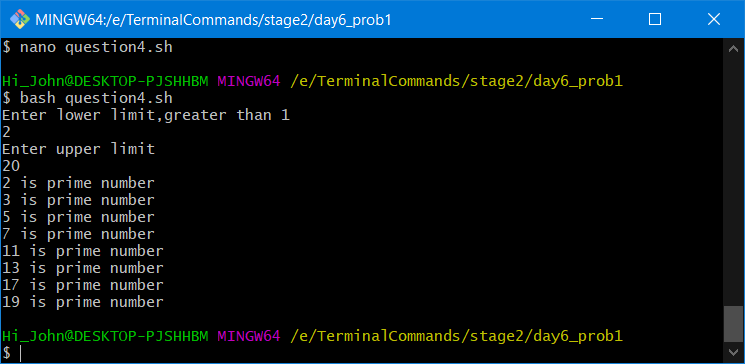 MINGW64:/e/TerminalCommands/stage2/day6_prob1
$ nano question4.sh
Hi_John@DESKTOP-PJSHHBM MINGW64 /e/TerminalCommands/stage2/day6_prob1
$ bash question4.sh
Enter lower limit,greater than 1
2
Enter upper limit
20
2 is prime number
3 is prime number
5 is prime number
7 is prime number
11 is prime number
13 is prime number
17 is prime number
19 is prime number
Hi_John@DESKTOP-PJSHHBM MINGW64 /e/TerminalCommands/stage2/day6_prob1
$